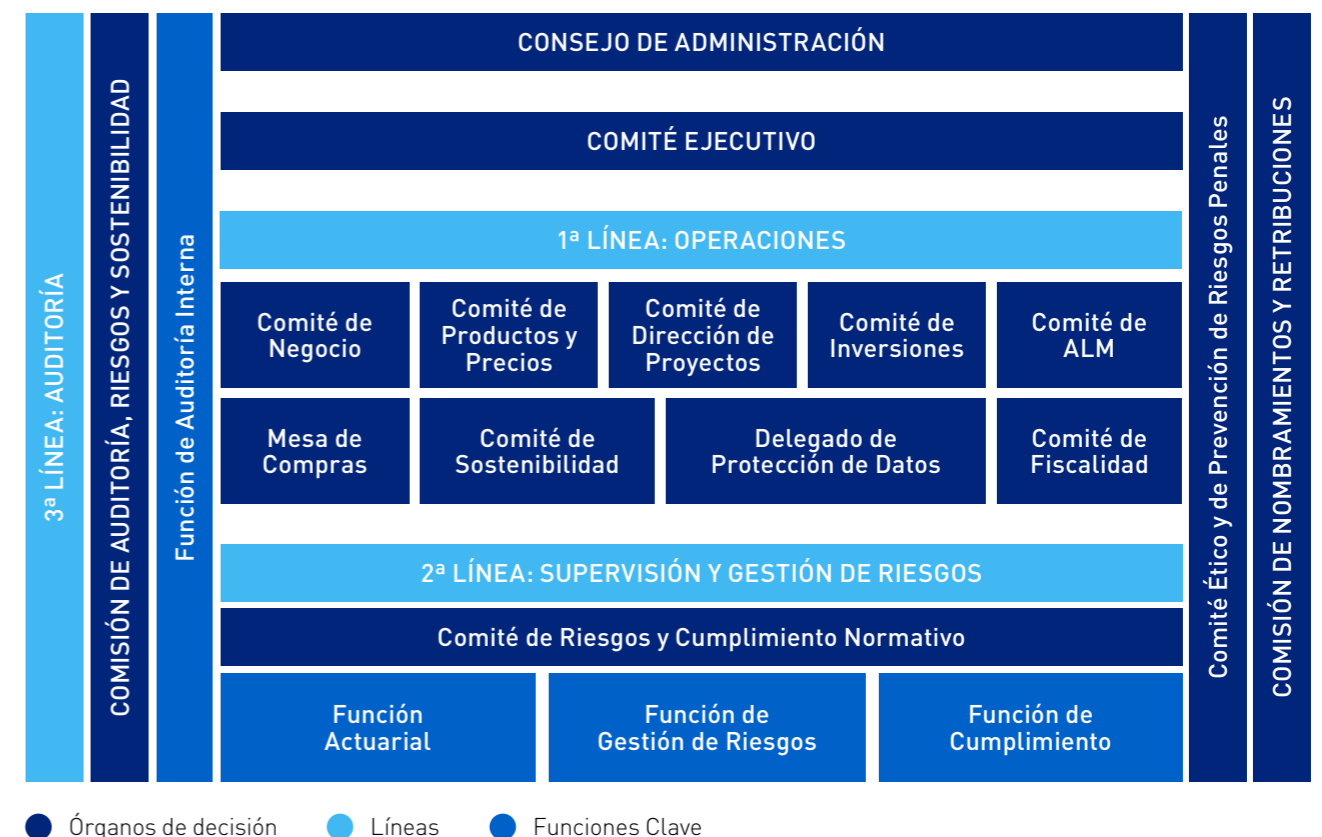 3ª LÍNEA: AUDITORÍA
COMISIÓN DE AUDITORÍA, RIESGOS Y SOSTENIBILIDAD
Función de Auditoría Interna
CONSEJO DE ADMINISTRACIÓN
COMITÉ EJECUTIVO
1ª LÍNEA: OPERACIONES
Comité de
Negocio
Comité de
Productos y
Precios
Comité de
Dirección de
Proyectos
Comité de
Inversiones
Comité de
ALM
Mesa de
Compras
Comité de
Sostenibilidad
Delegado de
Protección de Datos
Comité de
Fiscalidad
2ª LÍNEA: SUPERVISIÓN Y GESTIÓN DE RIESGOS
Comité de Riesgos y Cumplimiento Normativo
Función
Actuarial
Función de
Gestión de Riesgos
Función de
Cumplimiento
Comité Ético y de Prevención de Riesgos Penales
COMISIÓN DE NOMBRAMIENTOS Y RETRIBUCIONES
Órganos de decisión
Líneas
Funciones Clave